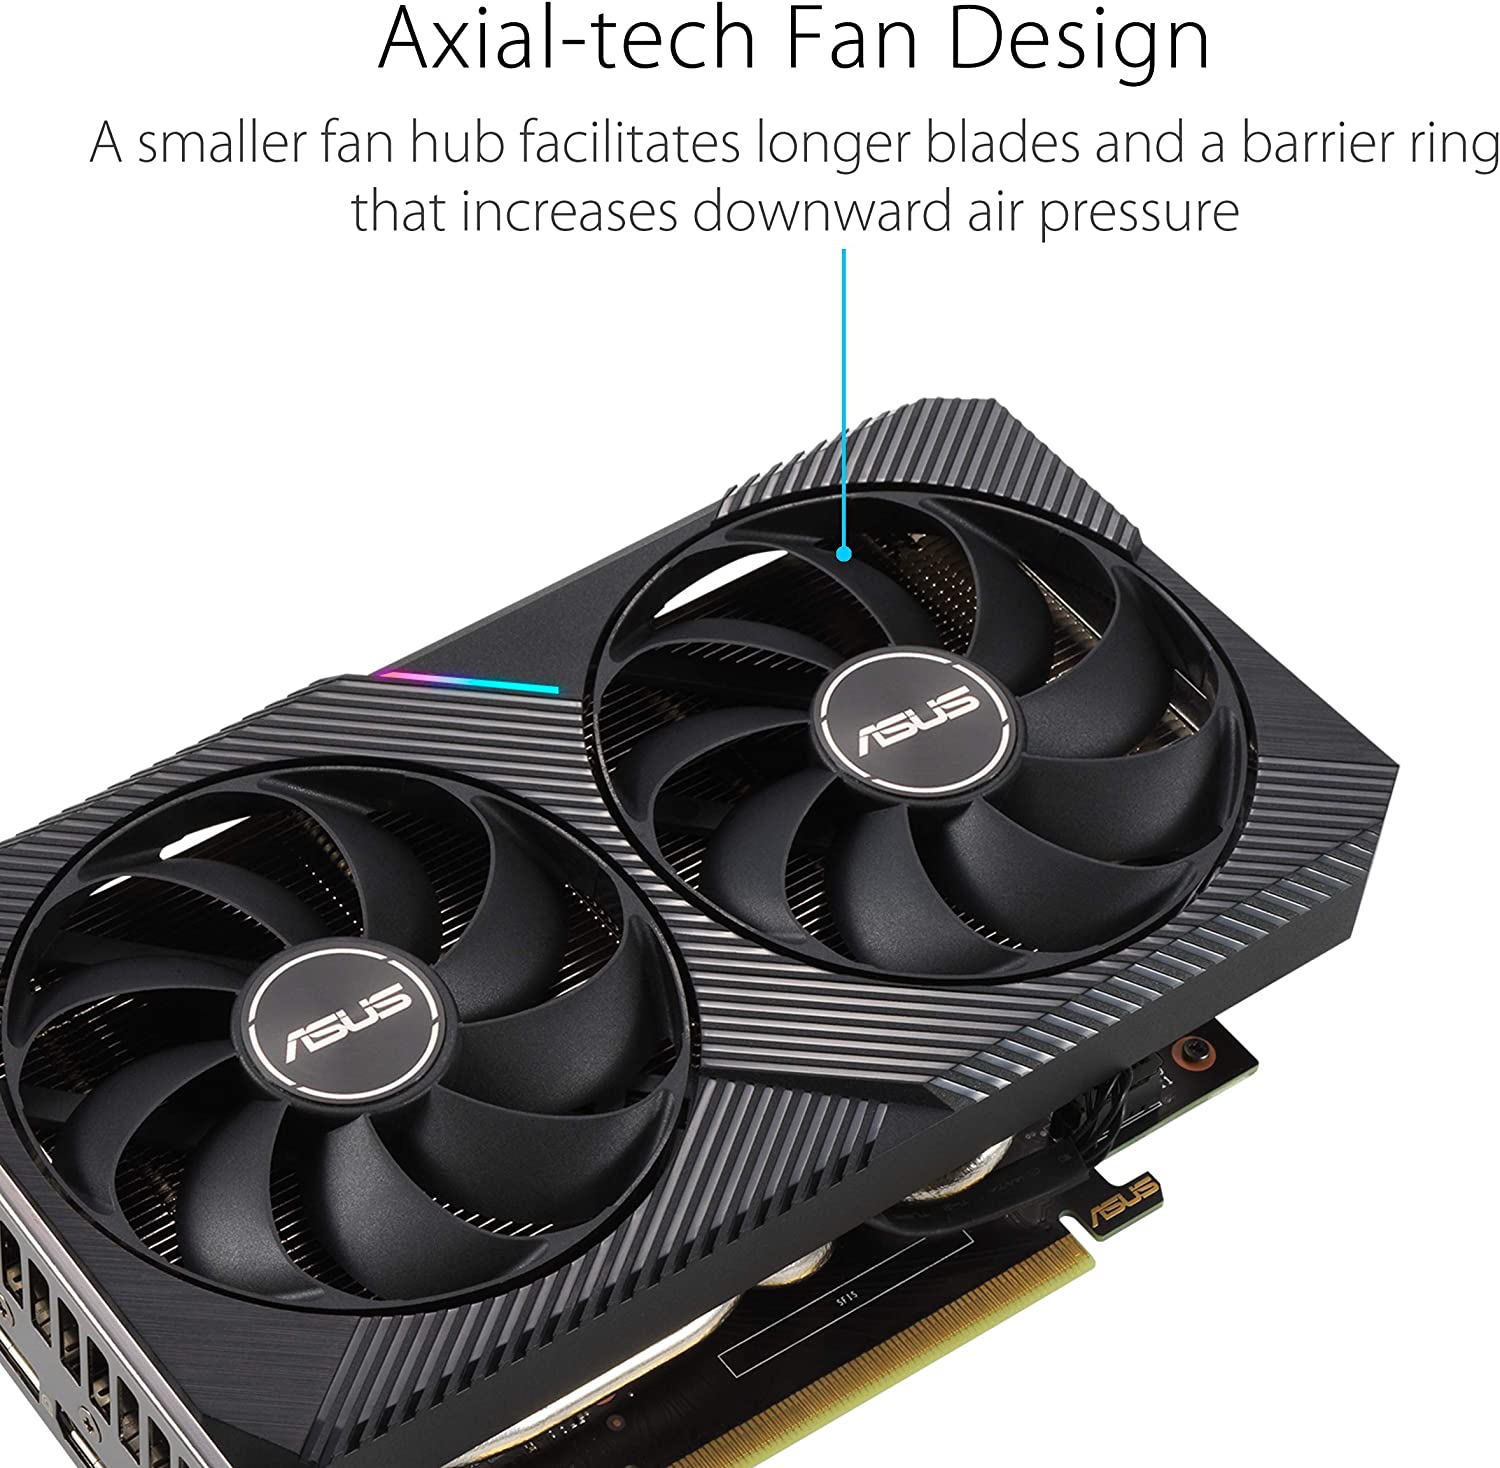 Axial-tech Fan Design
A smaller fan hub facilitates longer blades and a barrier ring
that increases downward air pressure
ASUS
ASUS
ASUS
SFIS